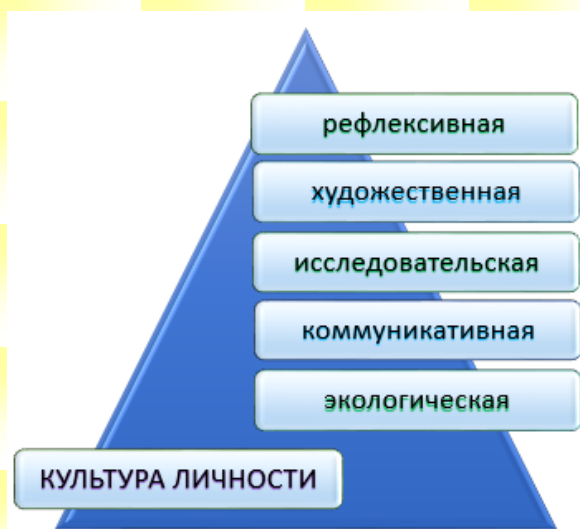 рефлексивная
художественная
исследовательская
коммуникативная
экологическая
КУЛЬТУРА ЛИЧНОСТИ